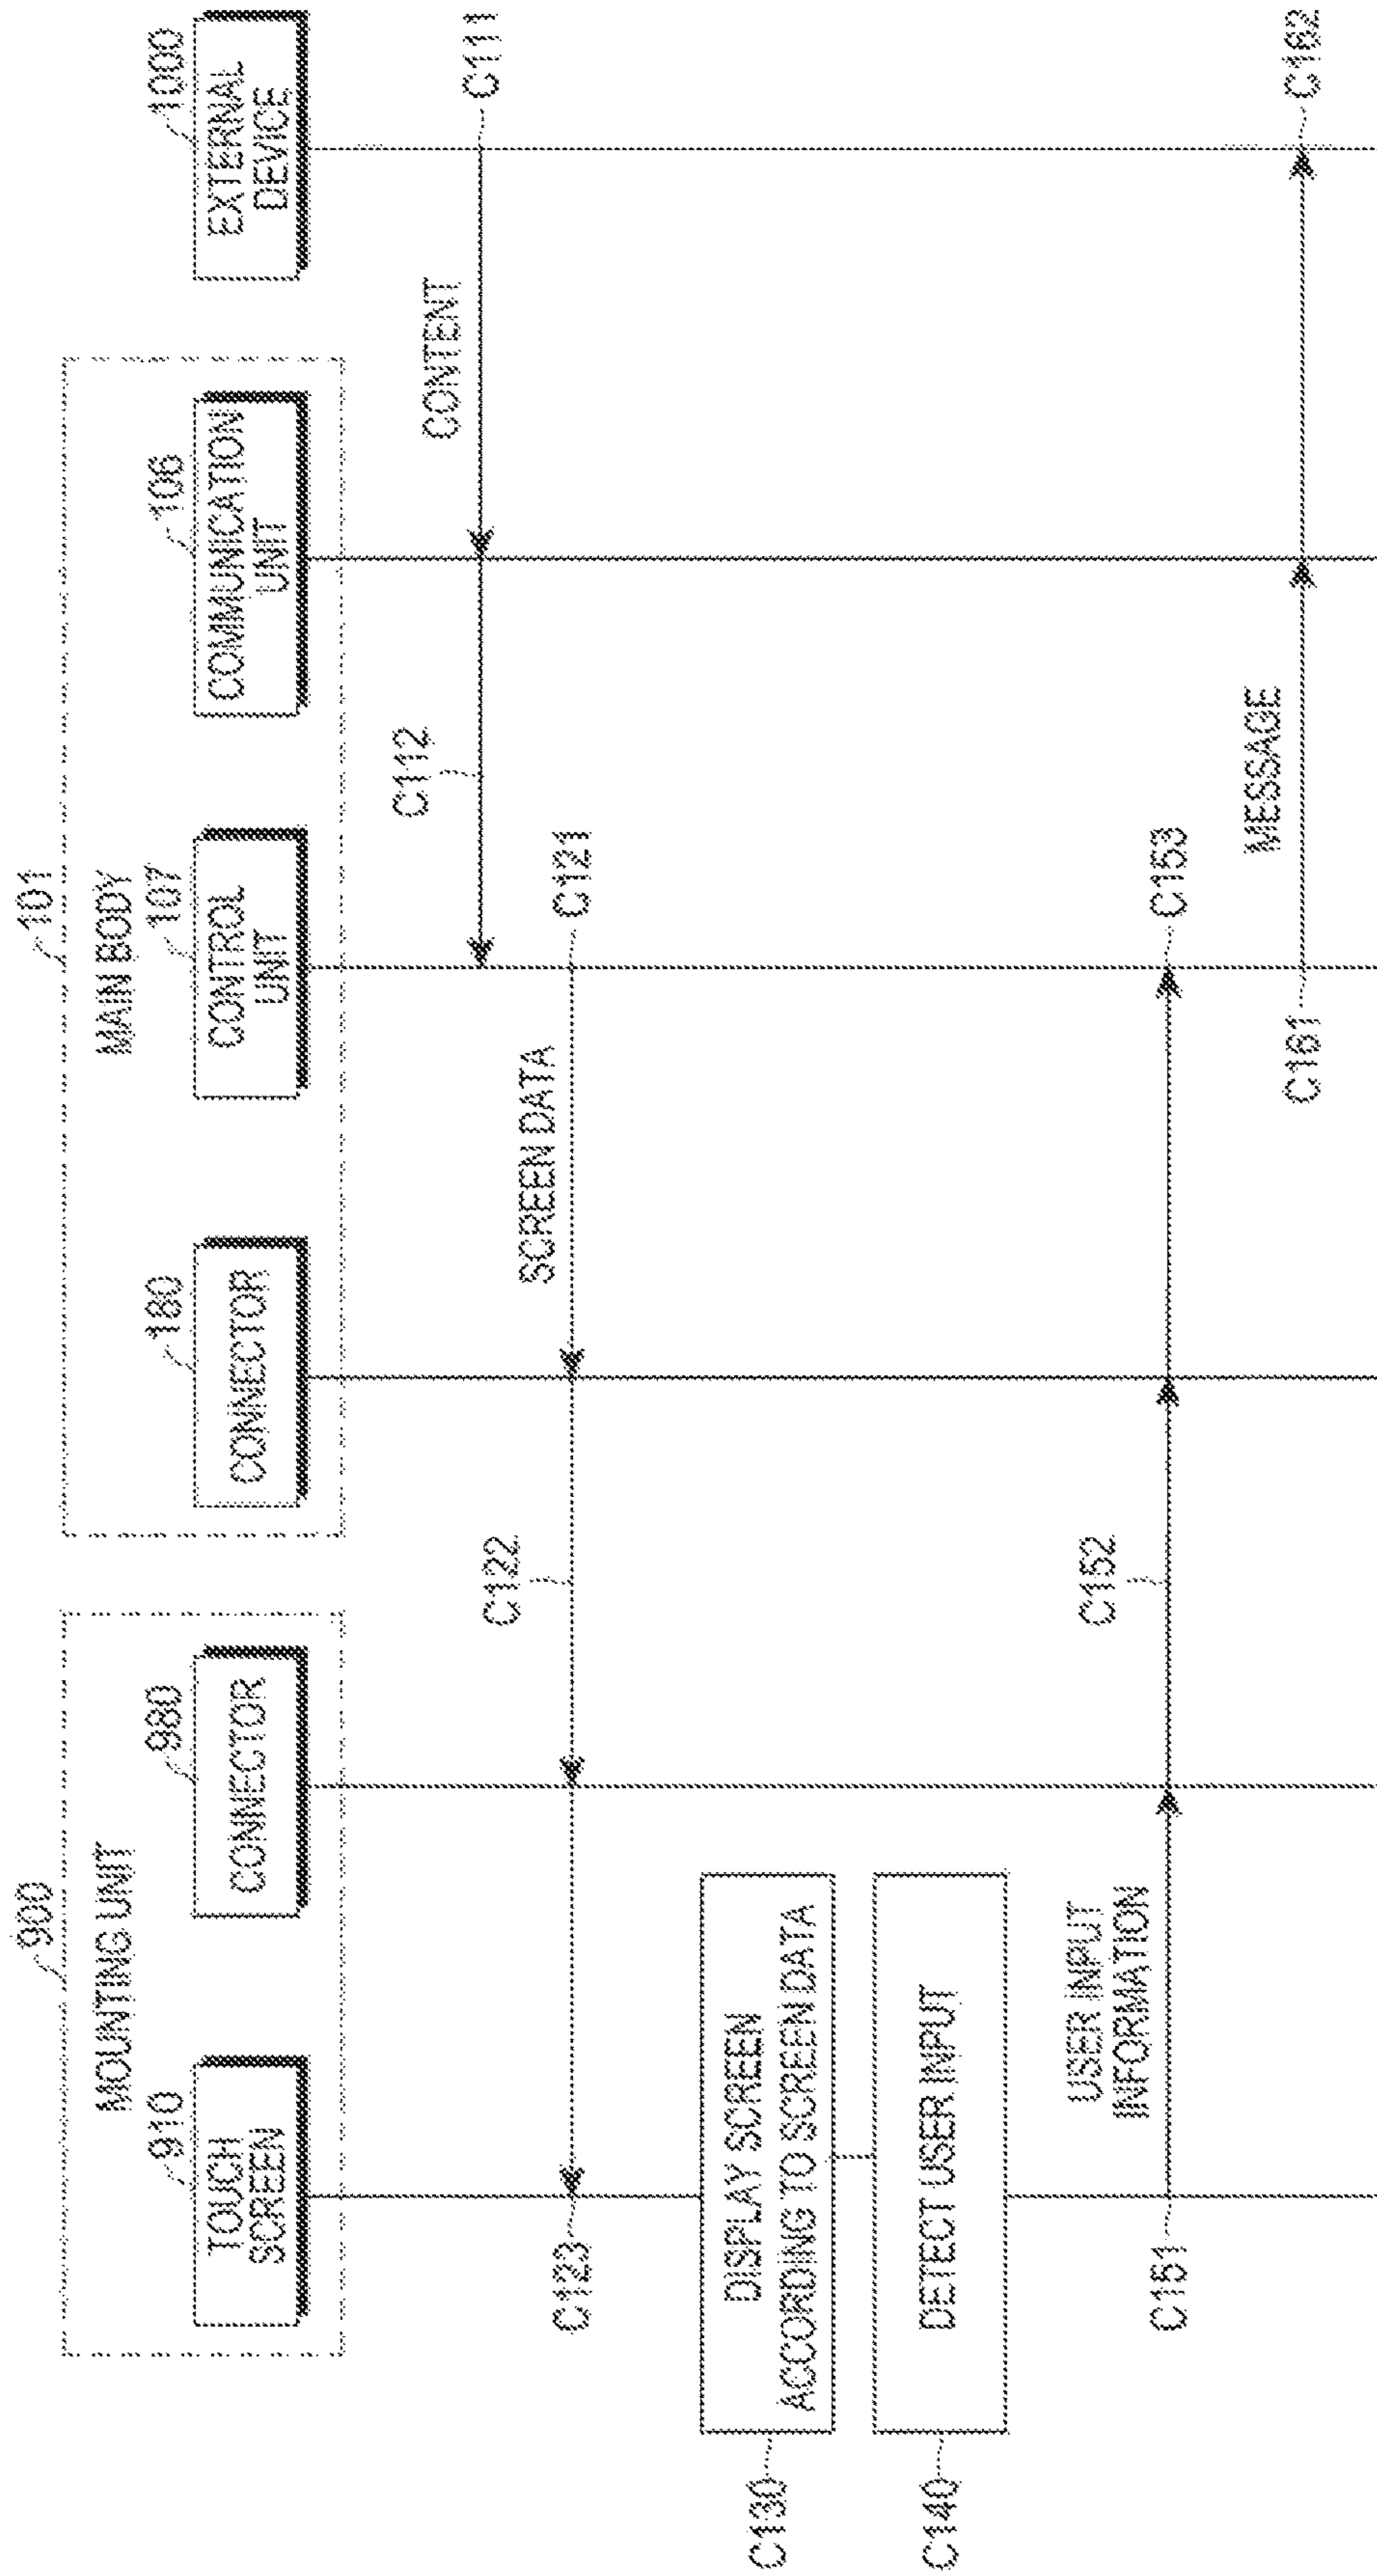 900
MOUNTING UNIT
910
TOUCH
SCREEN
980
CONNECTOR
101
MAIN BODY
180
CONNECTOR
107
CONTROL
UNIT
106
COMMUNICATION
UNIT
1000
EXTERNAL
DEVICE
C112
CONTENT
C111
C123
C122
SCREEN DATA
C121
C130
DISPLAY SCREEN
ACCORDING TO SCREEN DATA
C140
DETECT USER INPUT
C151
USER INPUT
INFORMATION
C152
C153
C161
MESSAGE
C162